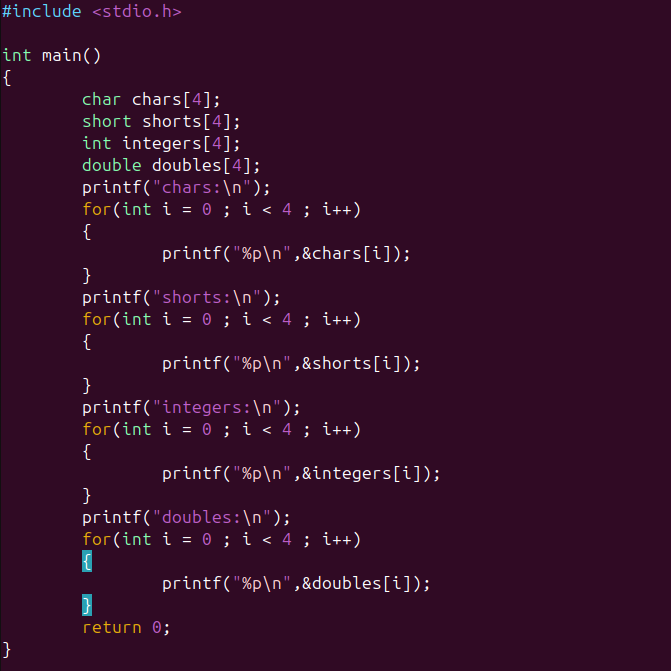 #include <stdio.h>

int main()
{
        char chars[4];
        short shorts[4];
        int integers[4];
        double doubles[4];
        printf("chars:\n");
        for(int i = 0 ; i < 4 ; i++)
        {
                printf("%p\n",&chars[i]);
        }
        printf("shorts:\n");
        for(int i = 0 ; i < 4 ; i++)
        {
                printf("%p\n",&shorts[i]);
        }
        printf("integers:\n");
        for(int i = 0 ; i < 4 ; i++)
        {
                printf("%p\n",&integers[i]);
        }
        printf("doubles:\n");
        for(int i = 0 ; i < 4 ; i++)
        {
                printf("%p\n",&doubles[i]);
        }
        return 0;
}